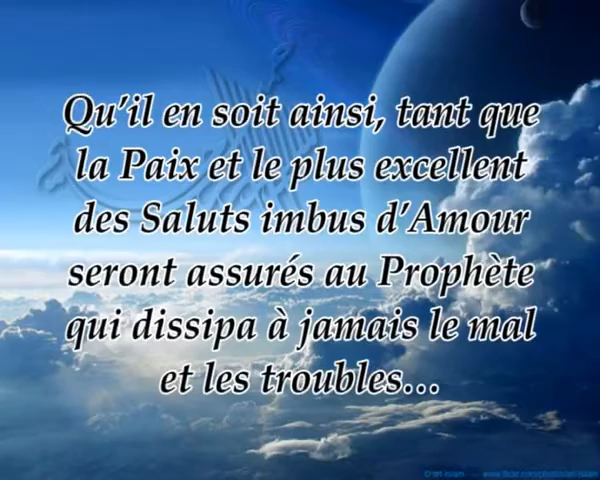 Qu'il en soit ainsi, tant que
la Paix et le plus excellent
des Saluts imbus d'Amour
seront assurés au Prophète
qui dissipa à jamais le mal
et les troubles...